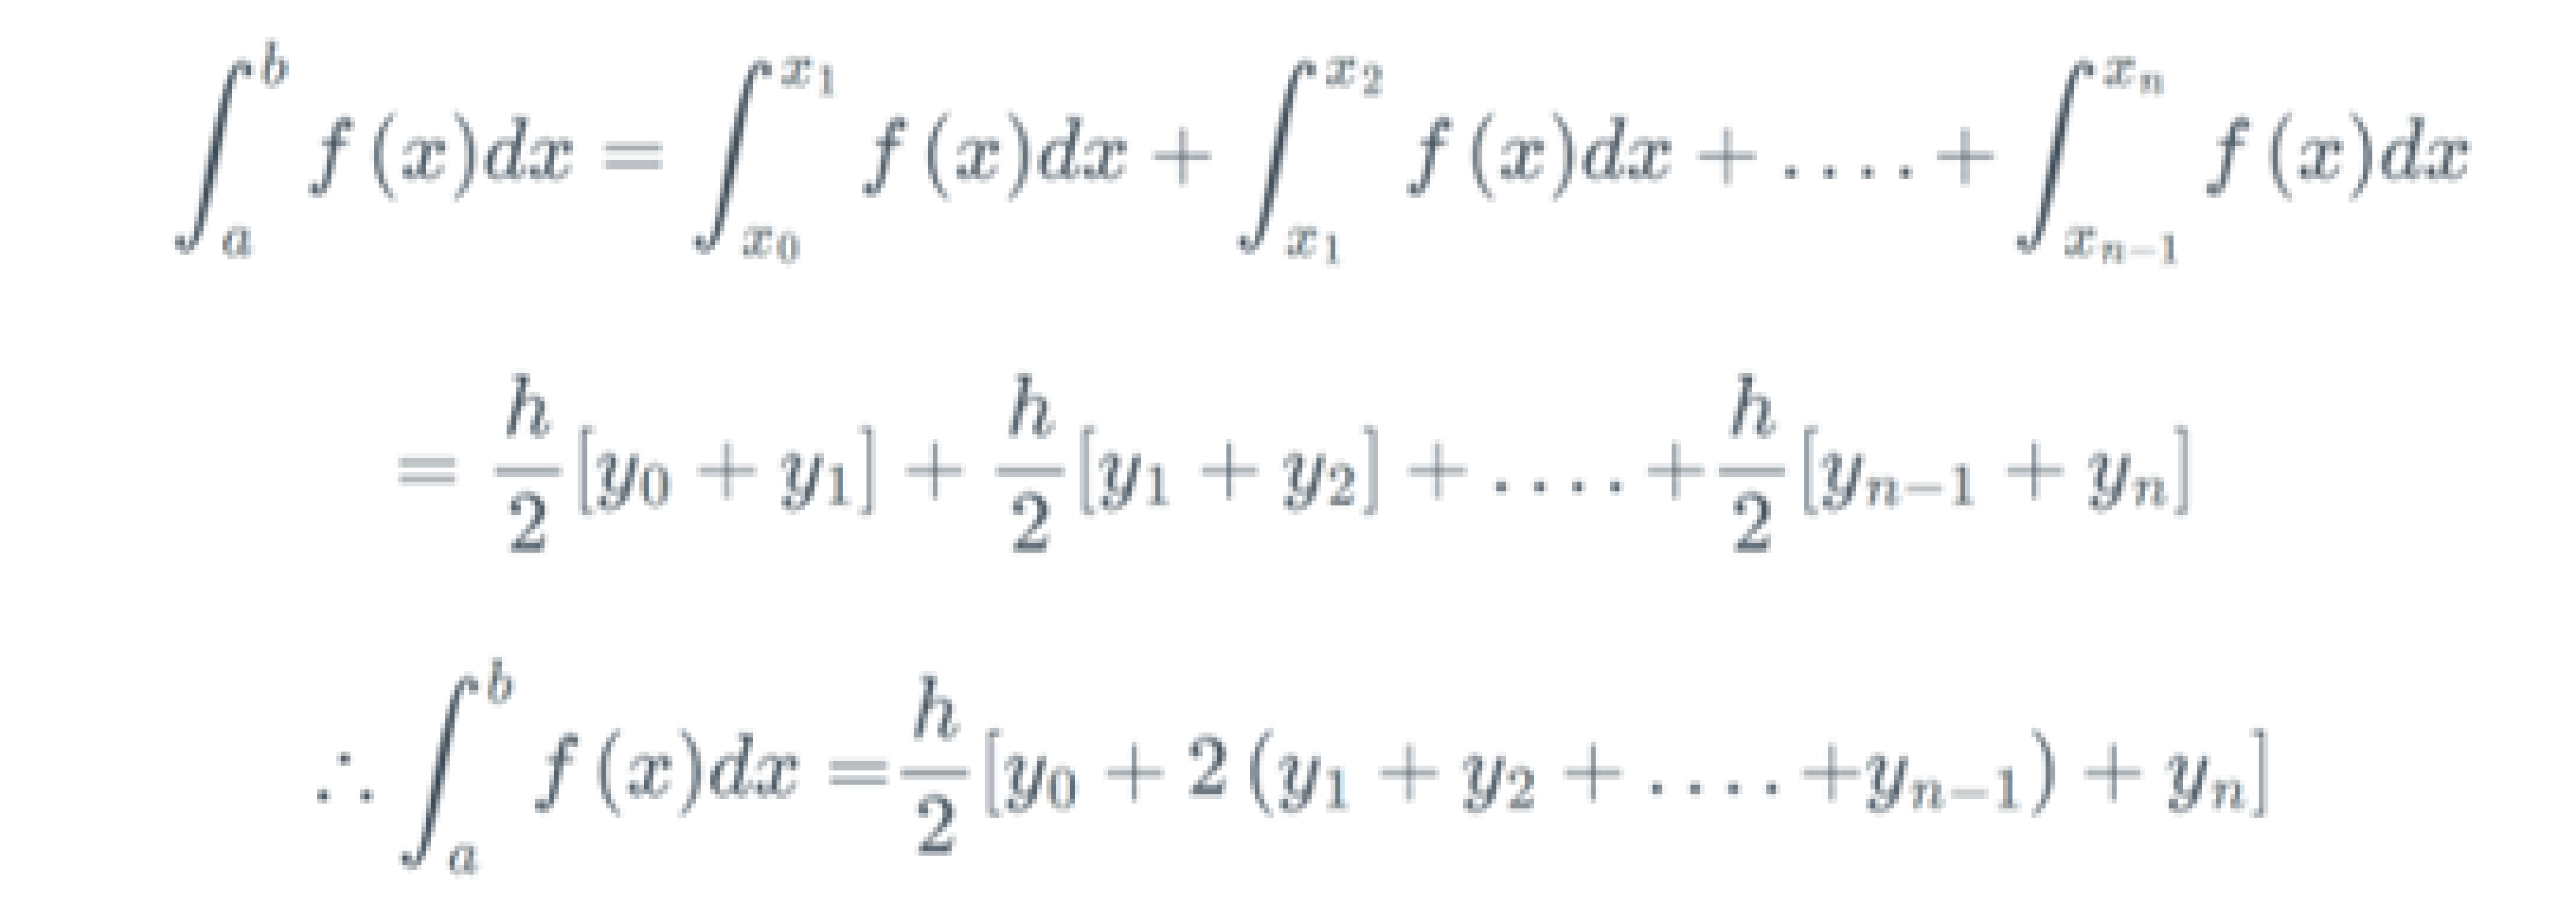 ∫_a^b f(x)dx = ∫_{x_0}^{x_1} f(x)dx + ∫_{x_1}^{x_2} f(x)dx + .... + ∫_{x_{n-1}}^{x_n} f(x)dx
= h/2 [y_0 + y_1] + h/2 [y_1 + y_2] + .... + h/2 [y_{n-1} + y_n]
∴ ∫_a^b f(x)dx = h/2 [y_0 + 2(y_1 + y_2 + .... + y_{n-1}) + y_n]